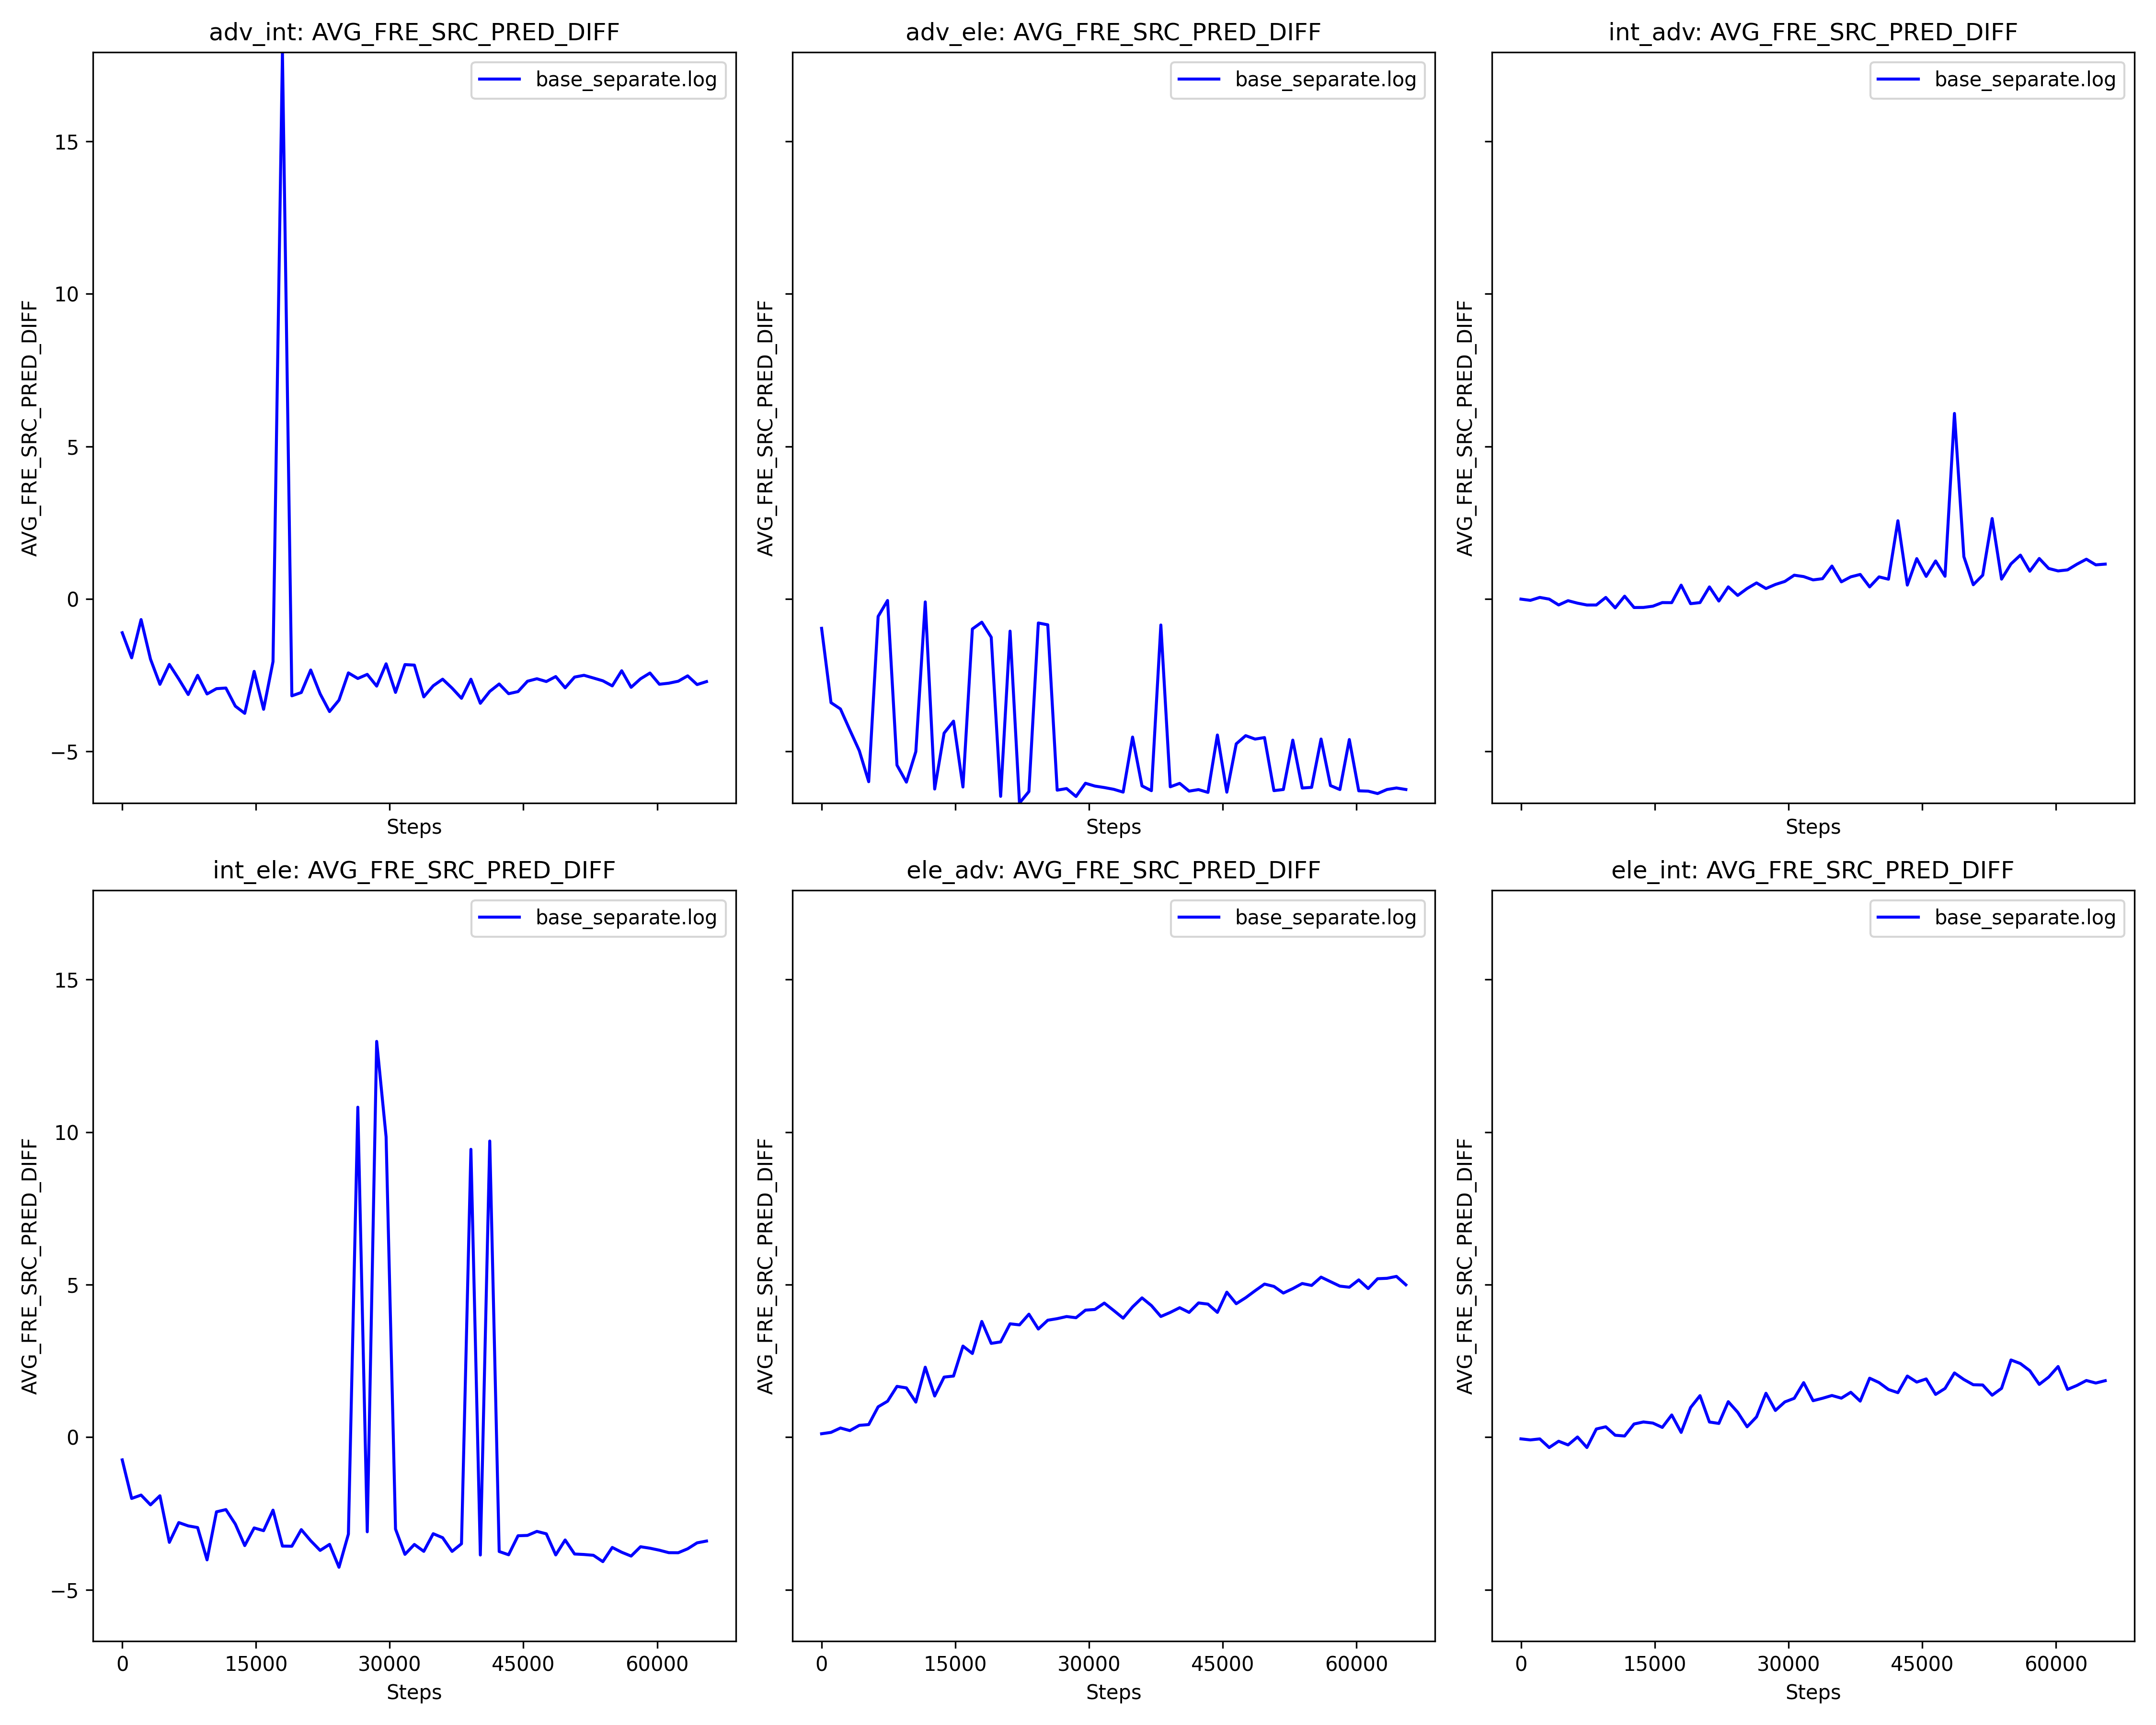 adv_int: AVG_FRE_SRC_PRED_DIFF
adv_ele: AVG_FRE_SRC_PRED_DIFF
int_adv: AVG_FRE_SRC_PRED_DIFF
base_separate.log
base_separate.log
base_separate.log
AVG_FRE_SRC_PRED_DIFF
AVG_FRE_SRC_PRED_DIFF
AVG_FRE_SRC_PRED_DIFF
15
10
5
0
−5
Steps
Steps
Steps
int_ele: AVG_FRE_SRC_PRED_DIFF
ele_adv: AVG_FRE_SRC_PRED_DIFF
ele_int: AVG_FRE_SRC_PRED_DIFF
base_separate.log
base_separate.log
base_separate.log
AVG_FRE_SRC_PRED_DIFF
AVG_FRE_SRC_PRED_DIFF
AVG_FRE_SRC_PRED_DIFF
15
10
5
0
−5
0 15000 30000 45000 60000
0 15000 30000 45000 60000
0 15000 30000 45000 60000
Steps
Steps
Steps